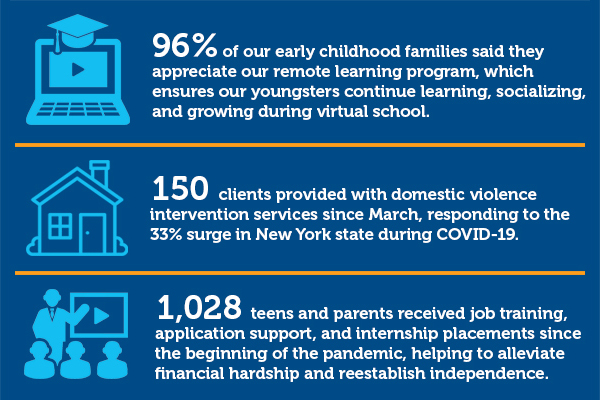 96% of our early childhood families said they
appreciate our remote learning program, which
ensures our youngsters continue learning, socializing,
and growing during virtual school.
150 clients provided with domestic violence
intervention services since March, responding to the
33% surge in New York state during COVID-19.
1,028 teens and parents received job training,
application support, and internship placements since
the beginning of the pandemic, helping to alleviate
financial hardship and reestablish independence.